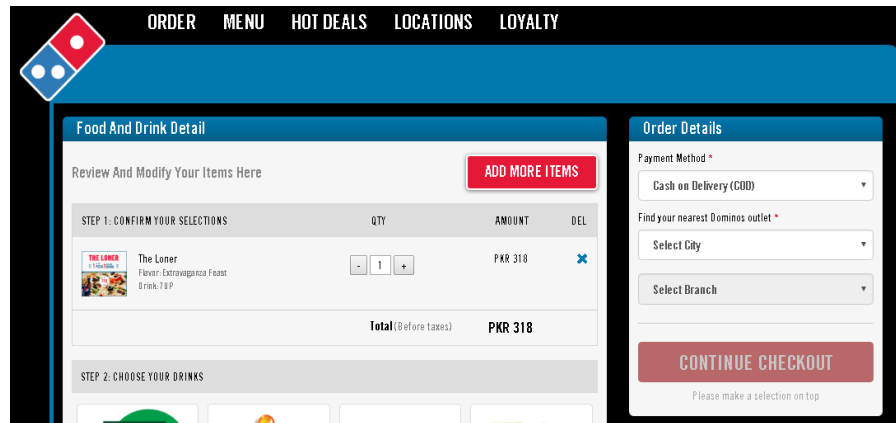 ORDER MENU HOT DEALS LOCATIONS LOYALTY
Food And Drink Detail
Review And Modify Your Items Here
ADD MORE ITEMS
STEP 1: CONFIRM YOUR SELECTIONS QTY AMOUNT DEL
THE LONER
The Loner
Flavor: Extravaganza Feast
Drink: 7UP
- 1 +
PKR 318
Total (Before taxes) PKR 318
STEP 2: CHOOSE YOUR DRINKS
Order Details
Payment Method *
Cash on Delivery (COD)
Find your nearest Dominos outlet *
Select City
Select Branch
CONTINUE CHECKOUT
Please make a selection on top